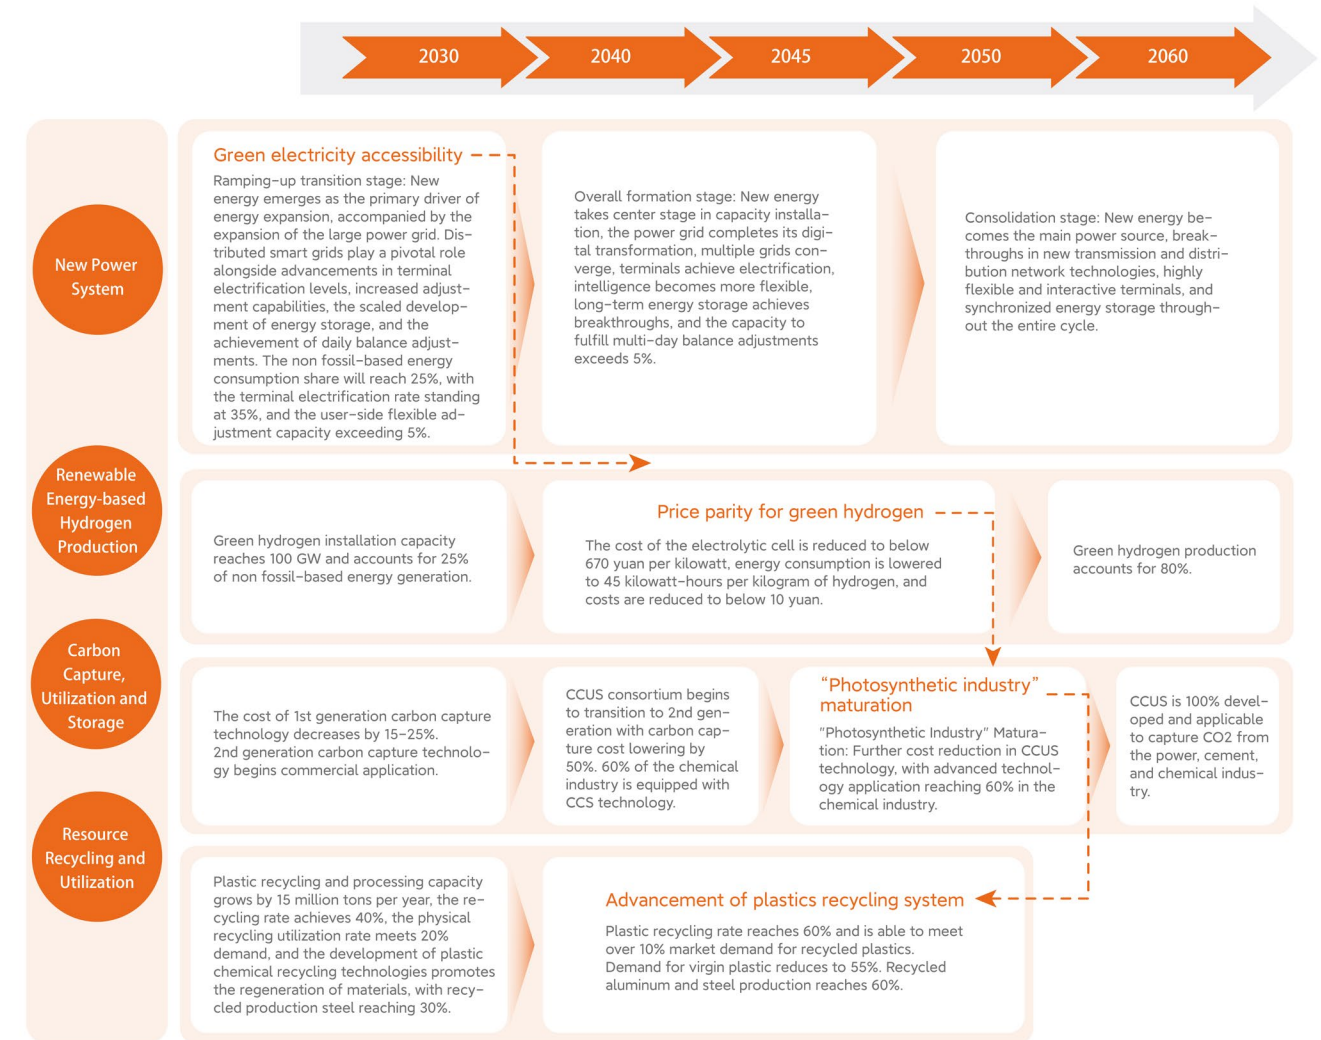 2030
2040
2045
2050
2060
New Power
System
Green electricity accessibility
Ramping-up transition stage: New
energy emerges as the primary driver of
energy expansion, accompanied by the
expansion of the large power grid. Dis-
tributed smart grids play a pivotal role
alongside advancements in terminal
electrification levels, increased adjust-
ment capabilities, the scaled develop-
ment of energy storage, and the
achievement of daily balance adjust-
ments. The non fossil-based energy
consumption share will reach 25%, with
the terminal electrification rate standing
at 35%, and the user-side flexible ad-
justment capacity exceeding 5%.
Overall formation stage: New energy
takes center stage in capacity installa-
tion, the power grid completes its digi-
tal transformation, multiple grids con-
verge, terminals achieve electrification,
intelligence becomes more flexible,
long-term energy storage achieves
breakthroughs, and the capacity to
fulfill multi-day balance adjustments
exceeds 5%.
Consolidation stage: New energy be-
comes the main power source, break-
throughs in new transmission and distri-
bution network technologies, highly
flexible and interactive terminals, and
synchronized energy storage through-
out the entire cycle.
Renewable
Energy-based
Hydrogen
Production
Green hydrogen installation capacity
reaches 100 GW and accounts for 25%
of non fossil-based energy generation.
Price parity for green hydrogen
The cost of the electrolytic cell is reduced to below
670 yuan per kilowatt, energy consumption is lowered
to 45 kilowatt-hours per kilogram of hydrogen, and
costs are reduced to below 10 yuan.
Green hydrogen production
accounts for 80%.
Carbon
Capture,
Utilization and
Storage
The cost of 1st generation carbon capture
technology decreases by 15-25%.
2nd generation carbon capture technolo-
gy begins commercial application.
CCUS consortium begins
to transition to 2nd gen-
eration with carbon cap-
ture cost lowering by
50%. 60% of the chemical
industry is equipped with
CCS technology.
“Photosynthetic industry”
maturation
"Photosynthetic Industry" Matura-
tion: Further cost reduction in CCUS
technology, with advanced technol-
ogy application reaching 60% in the
chemical industry.
CCUS is 100% devel-
oped and applicable
to capture CO2 from
the power, cement,
and chemical indus-
try.
Resource
Recycling and
Utilization
Plastic recycling and processing capacity
grows by 15 million tons per year, the re-
cycling rate achieves 40%, the physical
recycling utilization rate meets 20%
demand, and the development of plastic
chemical recycling technologies promotes
the regeneration of materials, with recy-
cled production steel reaching 30%.
Advancement of plastics recycling system
Plastic recycling rate reaches 60% and is able to meet
over 10% market demand for recycled plastics.
Demand for virgin plastic reduces to 55%. Recycled
aluminum and steel production reaches 60%.